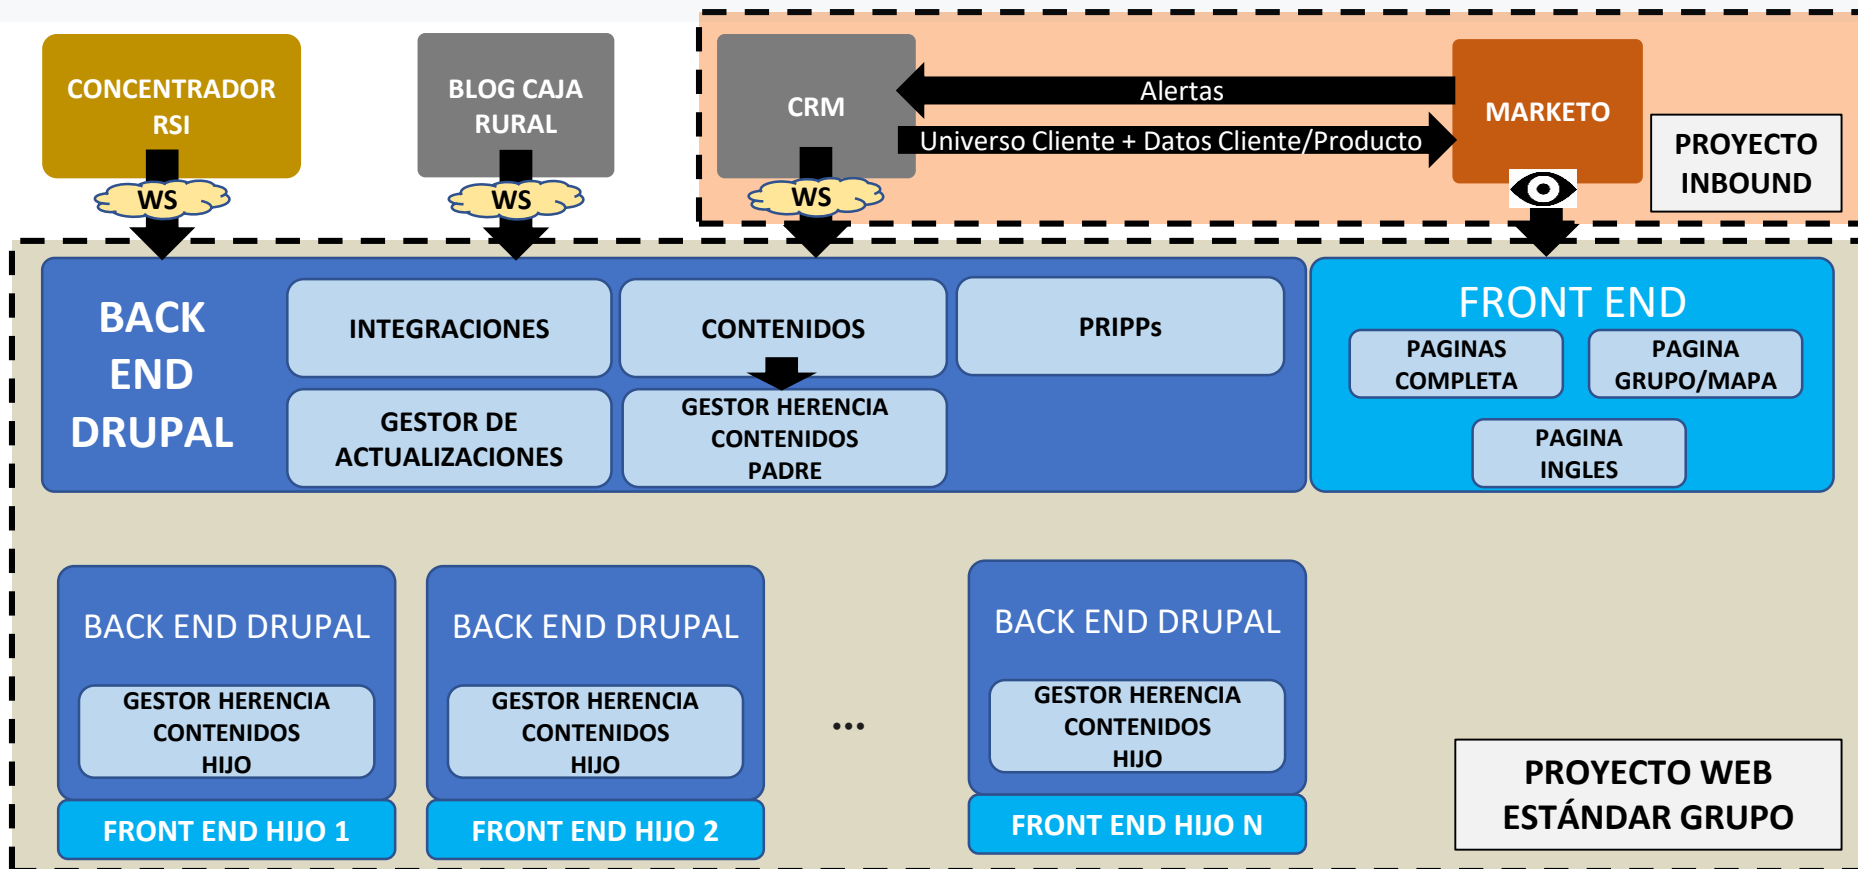 CONCENTRADOR
RSI
WS
BLOG CAJA
RURAL
WS
CRM
WS
Alertas
Universo Cliente + Datos Cliente/Producto
MARKETO
PROYECTO
INBOUND
BACK
END
DRUPAL
INTEGRACIONES
CONTENIDOS
PRIPPs
GESTOR DE
ACTUALIZACIONES
GESTOR HERENCIA
CONTENIDOS
PADRE
FRONT END
PAGINAS
COMPLETA
PAGINA
GRUPO/MAPA
PAGINA
INGLES
BACK END DRUPAL
GESTOR HERENCIA
CONTENIDOS
HIJO
FRONT END HIJO 1
BACK END DRUPAL
GESTOR HERENCIA
CONTENIDOS
HIJO
FRONT END HIJO 2
...
BACK END DRUPAL
GESTOR HERENCIA
CONTENIDOS
HIJO
FRONT END HIJO N
PROYECTO WEB
ESTÁNDAR GRUPO